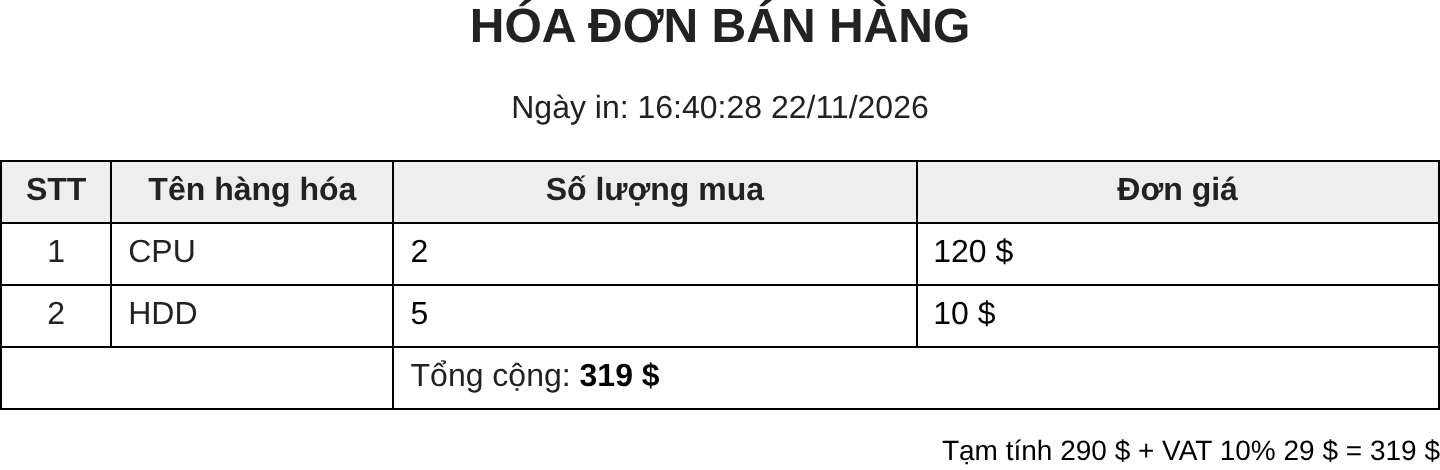 HÓA ĐƠN BÁN HÀNG
Ngày in: 16:40:28 22/11/2026
STT Tên hàng hóa Số lượng mua Đơn giá
1 CPU 2 120 $
2 HDD 5 10 $
Tổng cộng: 319 $
Tạm tính 290 $ + VAT 10% 29 $ = 319 $